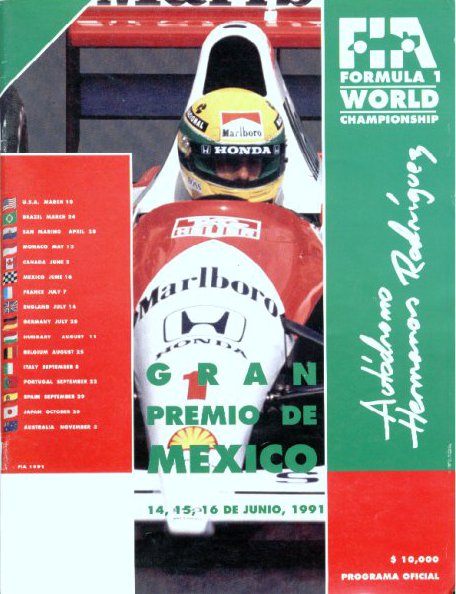 FIA
FORMULA 1
WORLD
CHAMPIONSHIP
Autódromo
Hermanos Rodríguez
Marlboro
HONDA
Marlboro
HONDA
1
U.S.A. MARCH 10
BRAZIL MARCH 24
SAN MARINO APRIL 28
MONACO MAY 12
CANADA JUNE 2
MEXICO JUNE 16
FRANCE JULY 7
ENGLAND JULY 14
GERMANY JULY 28
HUNGARY AUGUST 11
BELGIUM AUGUST 25
ITALY SEPTEMBER 8
PORTUGAL SEPTEMBER 22
SPAIN SEPTEMBER 29
JAPAN OCTOBER 20
AUSTRALIA NOVEMBER 3
FIA 1991
GRAN
PREMIO DE
MEXICO
14, 15, 16 DE JUNIO, 1991
$ 10,000
PROGRAMA OFICIAL